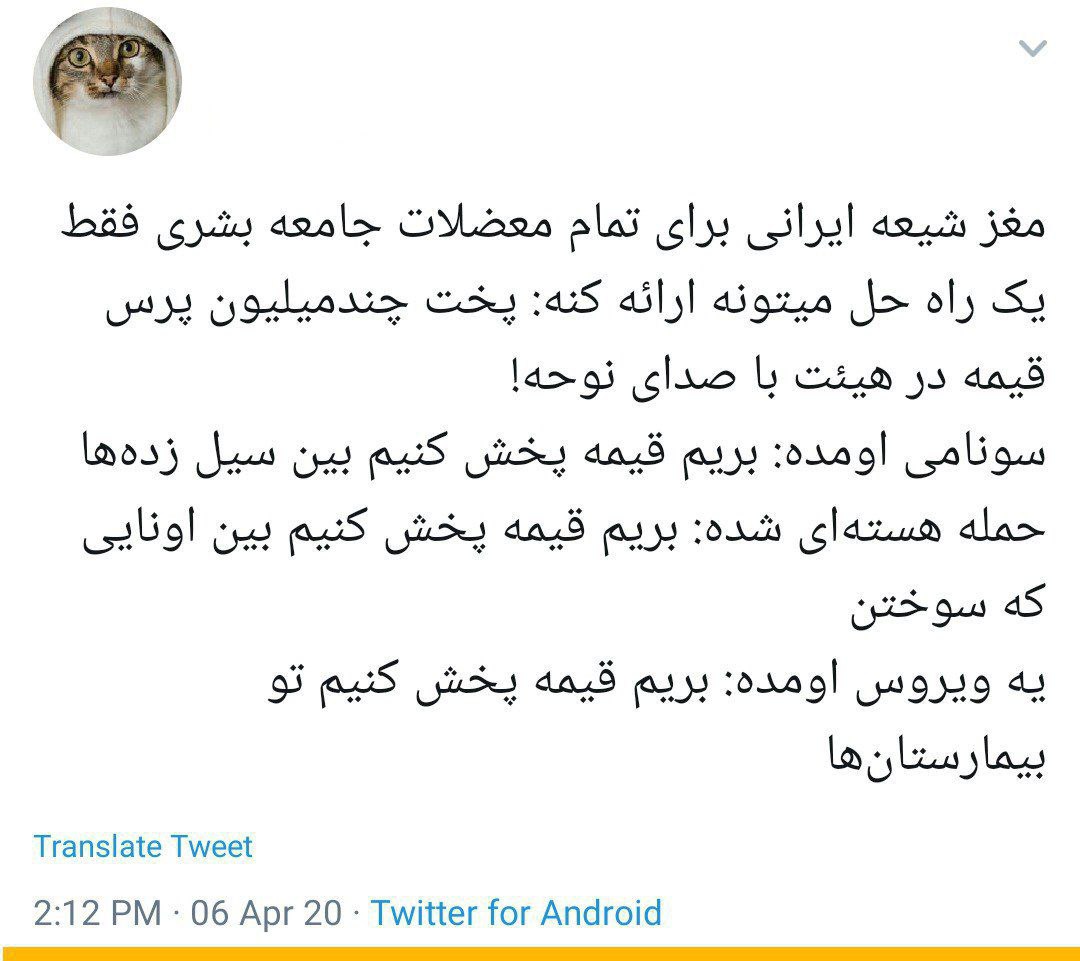 مغز شیعه ایرانی برای تمام معضلات جامعه بشری فقط
یک راه حل میتونه ارائه کنه: پخت چندمیلیون پرس
قیمه در هیئت با صدای نوحه!
سونامی اومده: بریم قیمه پخش کنیم بین سیل زده‌ها
حمله هسته‌ای شده: بریم قیمه پخش کنیم بین اونایی
که سوختن
یه ویروس اومده: بریم قیمه پخش کنیم تو
بیمارستان‌ها
Translate Tweet
2:12 PM · 06 Apr 20 · Twitter for Android